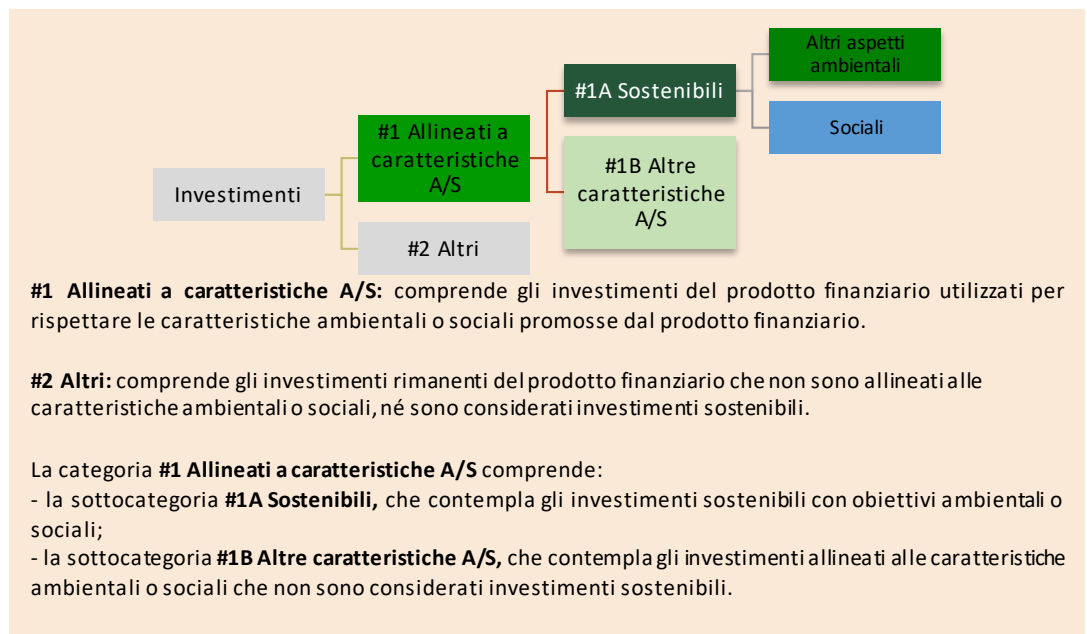 Altri aspetti
ambientali
#1A Sostenibili
#1 Allineati a
caratteristiche
A/S
Sociali
#1B Altre
caratteristiche
A/S
Investimenti
#2 Altri
#1 Allineati a caratteristiche A/S: comprende gli investimenti del prodotto finanziario utilizzati per
rispettare le caratteristiche ambientali o sociali promosse dal prodotto finanziario.
#2 Altri: comprende gli investimenti rimanenti del prodotto finanziario che non sono allineati alle
caratteristiche ambientali o sociali, né sono considerati investimenti sostenibili.
La categoria #1 Allineati a caratteristiche A/S comprende:
- la sottocategoria #1A Sostenibili, che contempla gli investimenti sostenibili con obiettivi ambientali o
sociali;
- la sottocategoria #1B Altre caratteristiche A/S, che contempla gli investimenti allineati alle caratteristiche
ambientali o sociali che non sono considerati investimenti sostenibili.